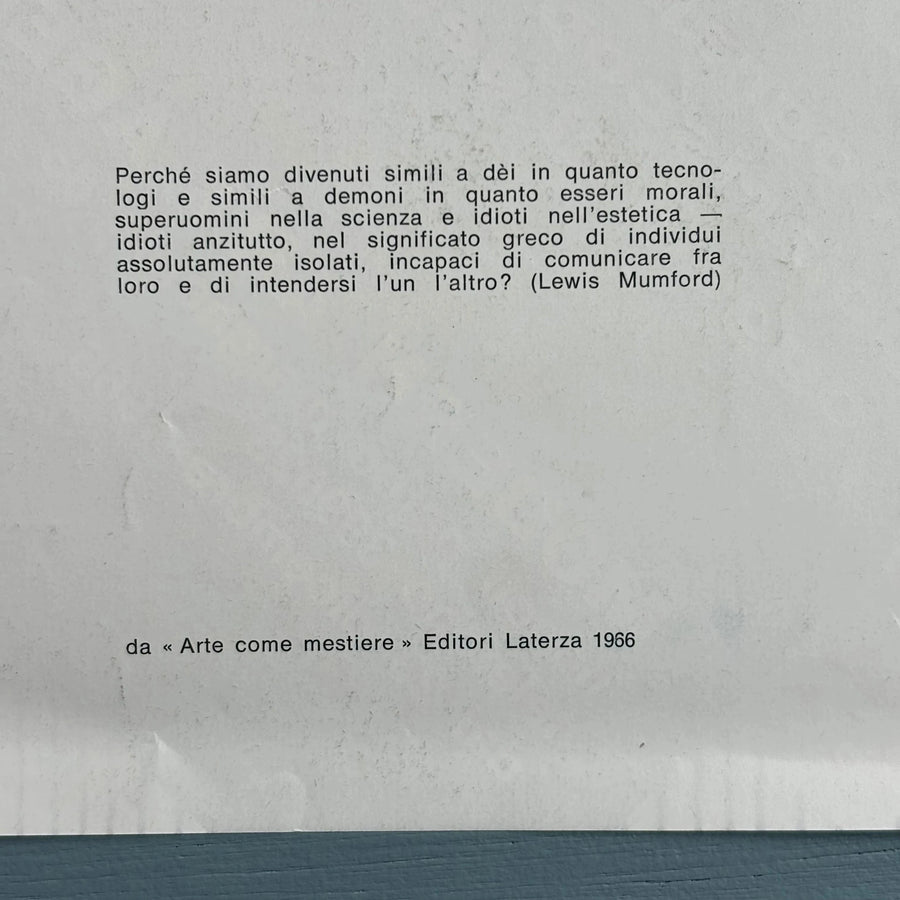 Perché siamo divenuti simili a dèi in quanto tecno-
logi e simili a demoni in quanto esseri morali,
superuomini nella scienza e idioti nell'estetica —
idioti anzitutto, nel significato greco di individui
assolutamente isolati, incapaci di comunicare fra
loro e di intendersi l'un l'altro? (Lewis Mumford)
da « Arte come mestiere » Editori Laterza 1966